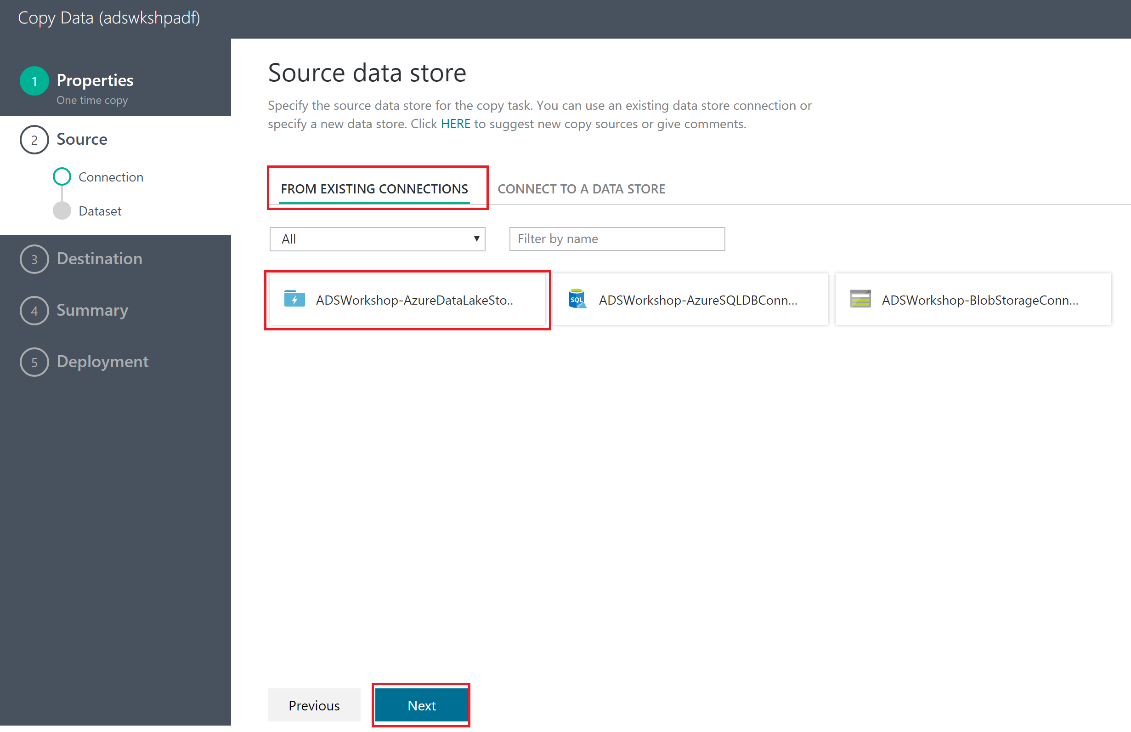 Copy Data (adswkshpadf)
1 Properties
One time copy
2 Source
Connection
Dataset
3 Destination
4 Summary
5 Deployment
Source data store
Specify the source data store for the copy task. You can use an existing data store connection or
specify a new data store. Click HERE to suggest new copy sources or give comments.
FROM EXISTING CONNECTIONS CONNECT TO A DATA STORE
All Filter by name
ADSWorkshop-AzureDataLakeSto.. SQL ADSWorkshop-AzureSQLDBConn... ADSWorkshop-BlobStorageConn...
Previous Next